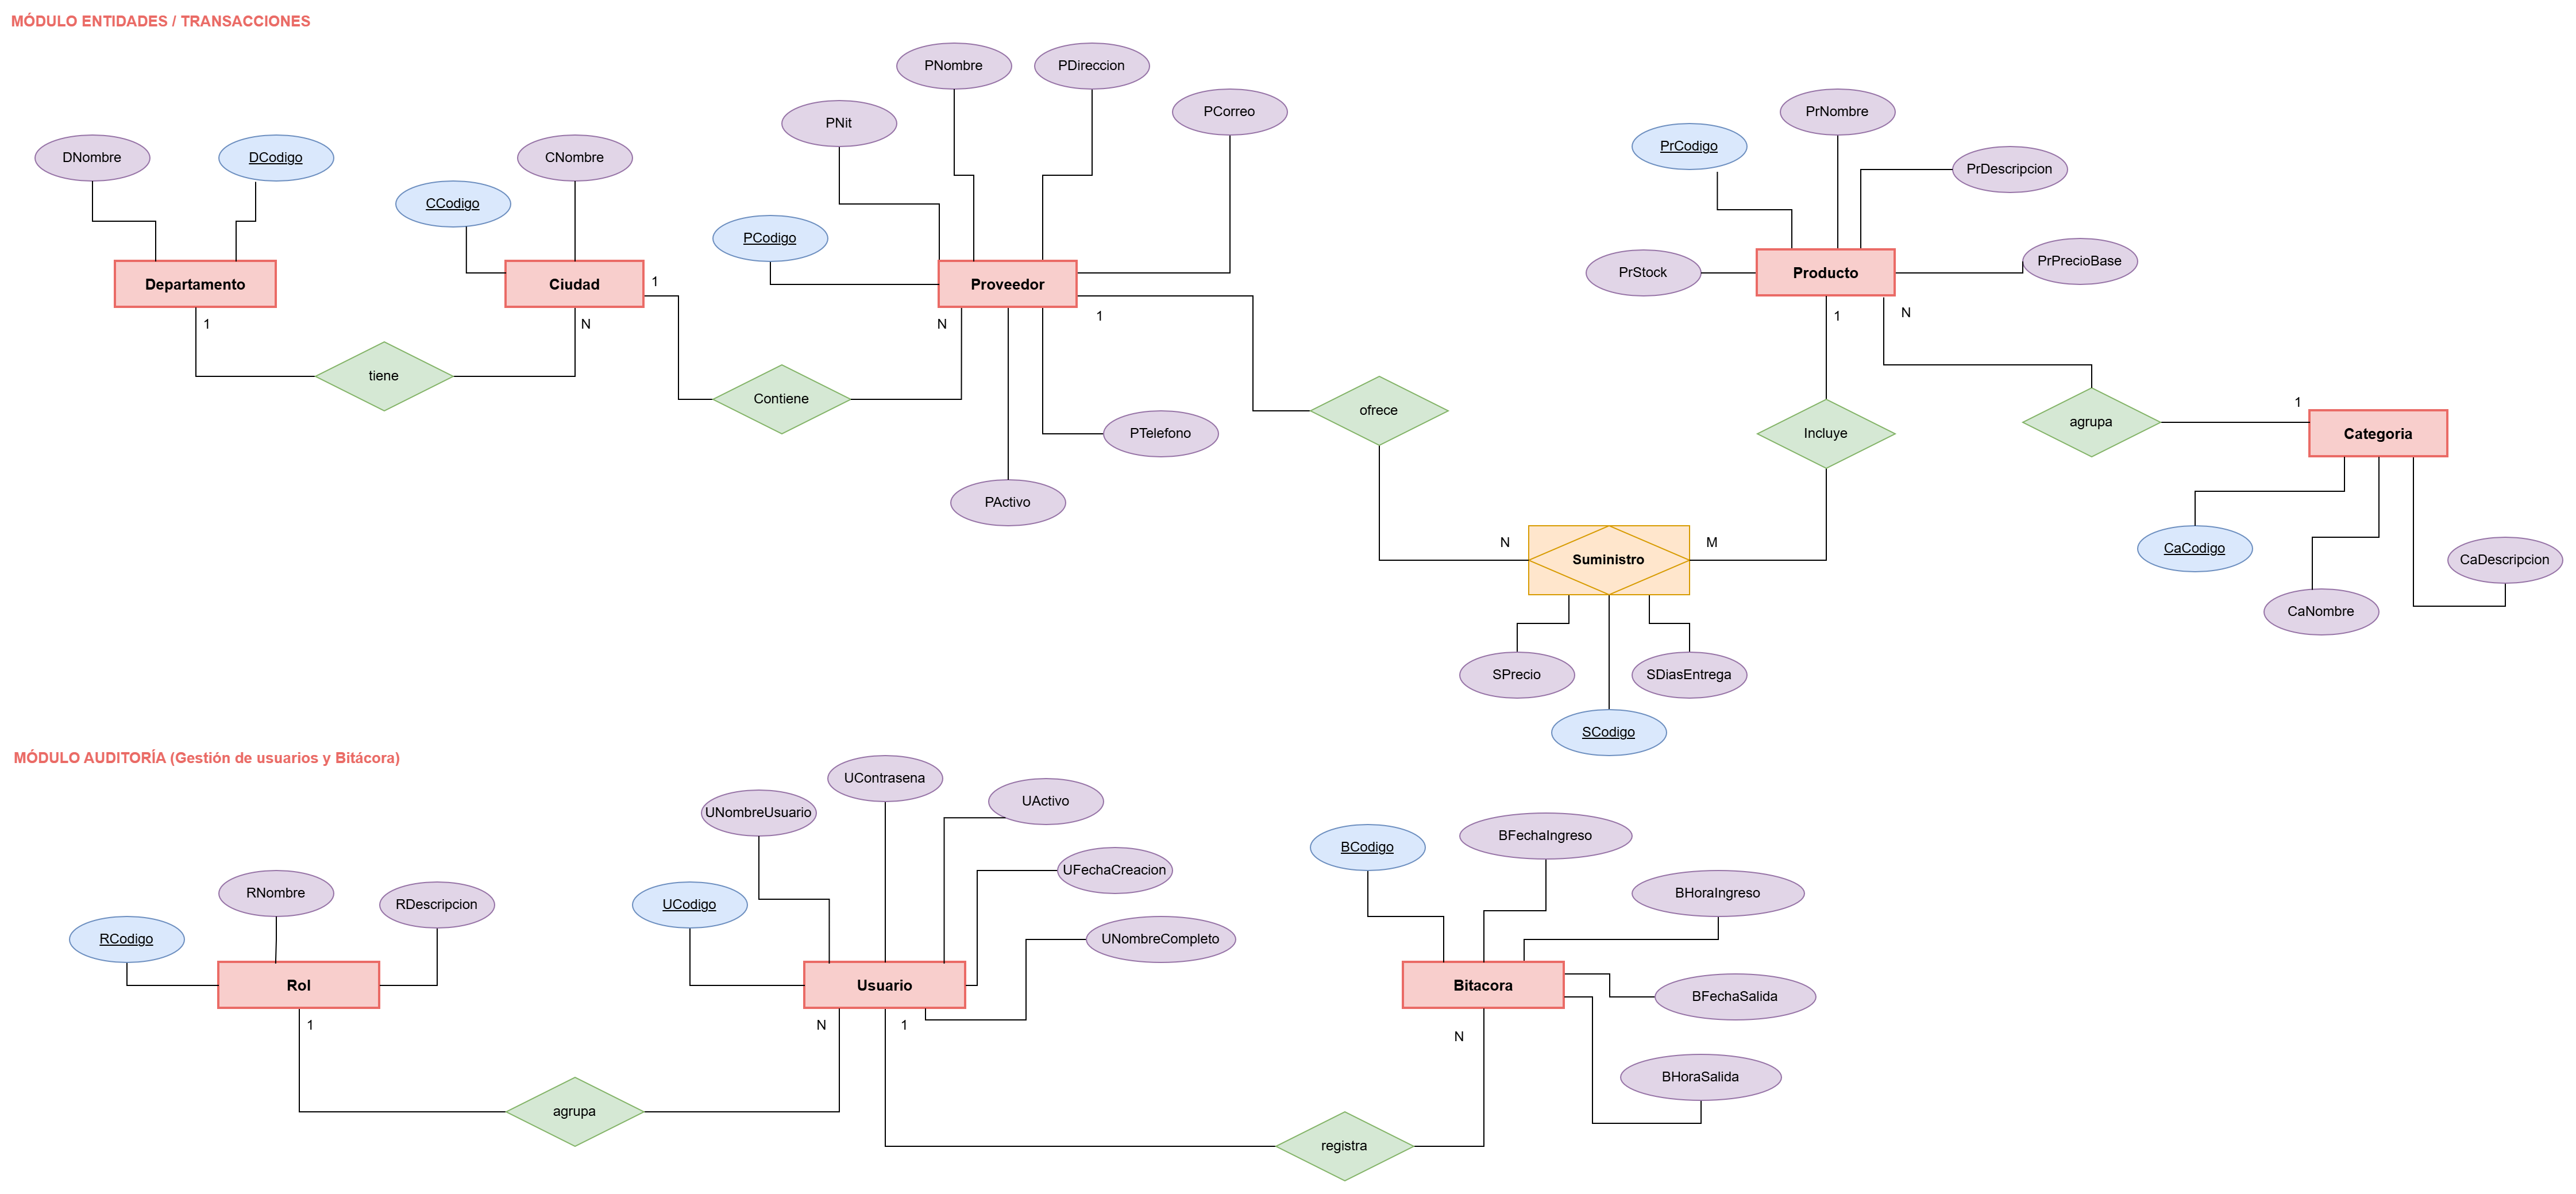 MÓDULO ENTIDADES / TRANSACCIONES
PNombre
PDireccion
PNit
PCorreo
PrNombre
PrCodigo
DNombre
DCodigo
CNombre
PrDescripcion
CCodigo
PCodigo
PrStock
PrPrecioBase
Departamento
Ciudad
1
Proveedor
Producto
1
N
N
1
1
N
tiene
Contiene
ofrece
PTelefono
Incluye
agrupa
1
Categoria
PActivo
N
Suministro
M
CaCodigo
CaDescripcion
CaNombre
SPrecio
SDiasEntrega
SCodigo
MÓDULO AUDITORÍA (Gestión de usuarios y Bitácora)
UContrasena
UNombreUsuario
UActivo
BFechaIngreso
BCodigo
UFechaCreacion
RNombre
RDescripcion
UCodigo
BHoraIngreso
RCodigo
UNombreCompleto
Rol
Usuario
Bitacora
BFechaSalida
1
N
1
N
BHoraSalida
agrupa
registra